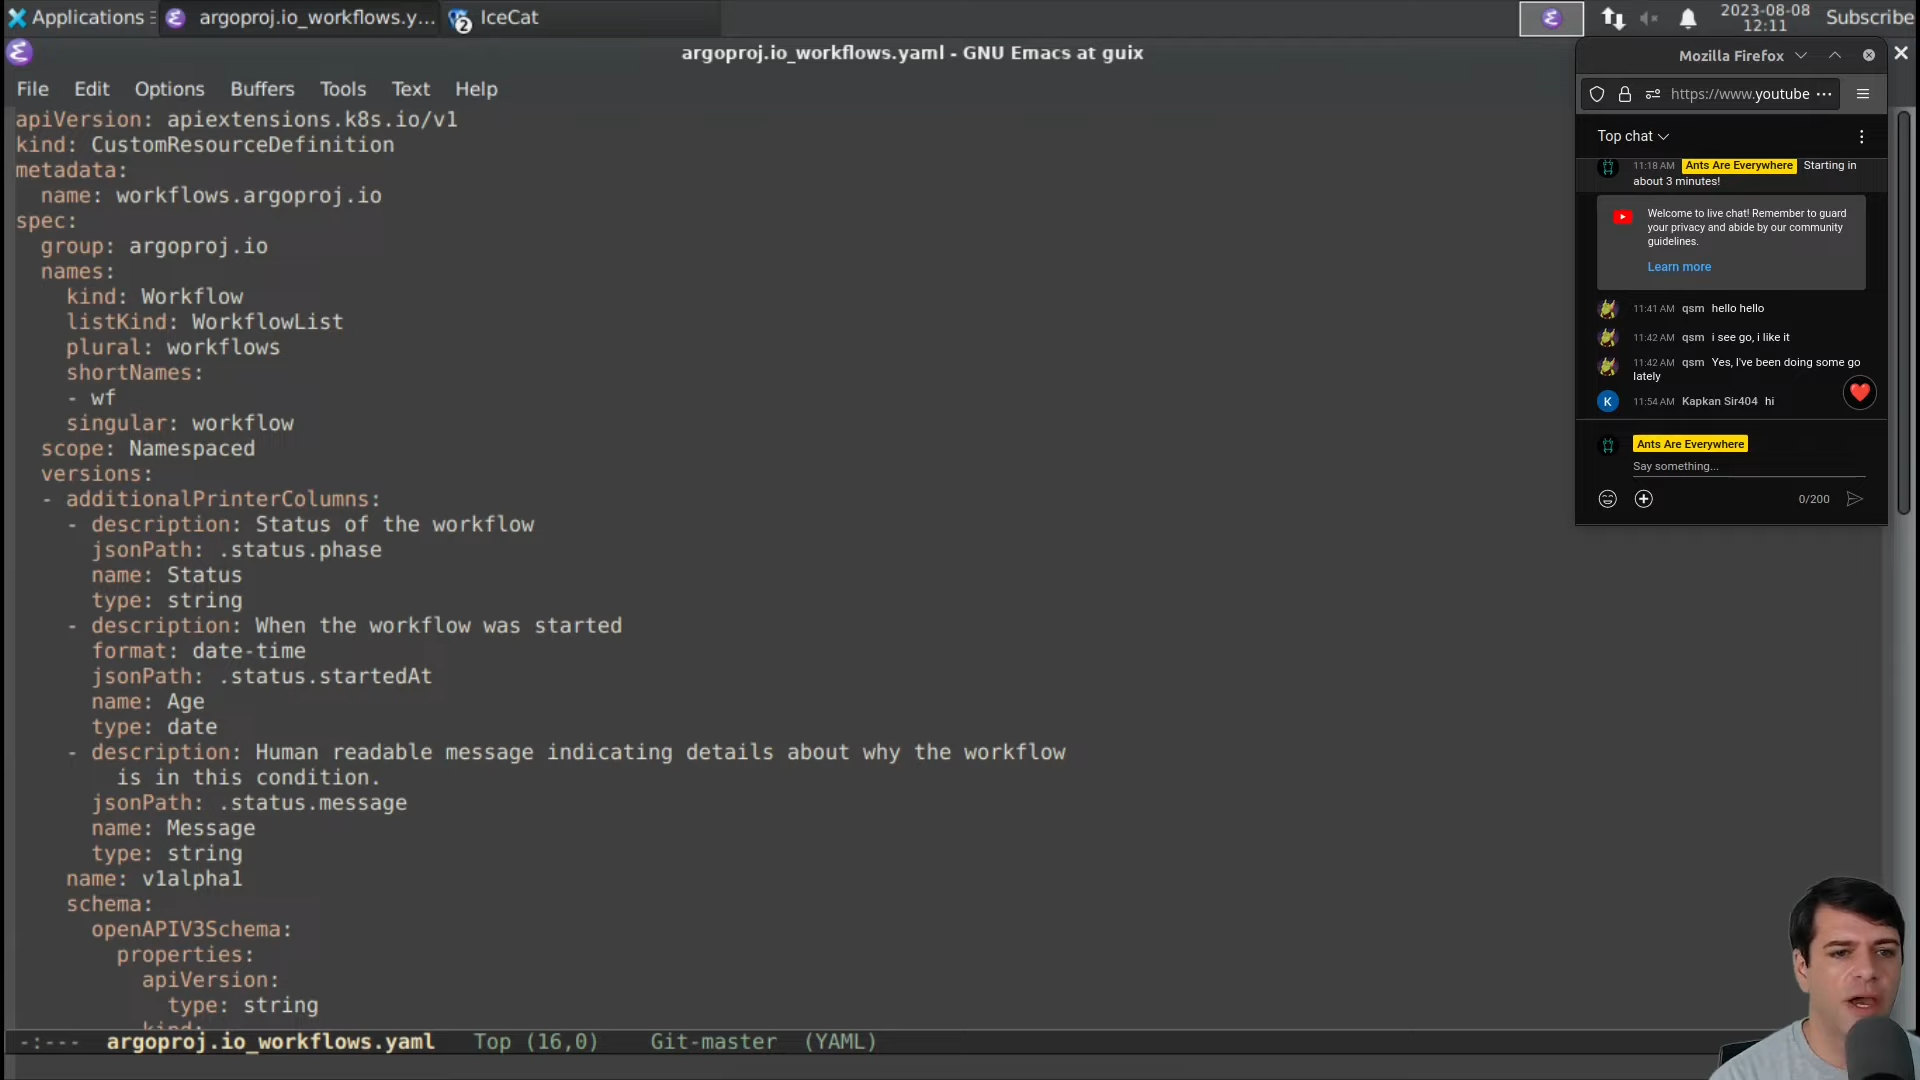 Applications
argoproj.io_workflows.y...
2
IceCat
2023-08-08
12:11
Subscribe
argoproj.io_workflows.yaml - GNU Emacs at guix
File Edit Options Buffers Tools Text Help
apiVersion: apiextensions.k8s.io/v1
kind: CustomResourceDefinition
metadata:
name: workflows.argoproj.io
spec:
group: argoproj.io
names:
kind: Workflow
listKind: WorkflowList
plural: workflows
shortNames:
- wf
singular: workflow
scope: Namespaced
versions:
- additionalPrinterColumns:
- description: Status of the workflow
jsonPath: .status.phase
name: Status
type: string
- description: When the workflow was started
format: date-time
jsonPath: .status.startedAt
name: Age
type: date
- description: Human readable message indicating details about why the workflow
is in this condition.
jsonPath: .status.message
name: Message
type: string
name: v1alpha1
schema:
openAPIV3Schema:
properties:
apiVersion:
type: string
kind:
-:--- argoproj.io_workflows.yaml Top (16,0) Git-master (YAML)
Mozilla Firefox
https://www.youtube
Top chat
11:18 AM Ants Are Everywhere Starting in
about 3 minutes!
Welcome to live chat! Remember to guard
your privacy and abide by our community
guidelines.
Learn more
11:41 AM qsm hello hello
11:42 AM qsm i see go, i like it
11:42 AM qsm Yes, I've been doing some go
lately
K 11:54 AM Kapkan Sir404 hi
Ants Are Everywhere
Say something...
0/200